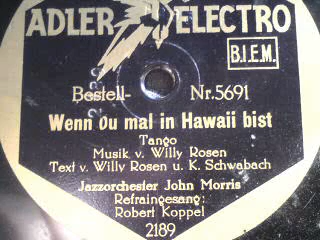 ADLER ELECTRO
B.I.E.M.
Bestell- Nr.5691
Wenn Du mal in Hawaii bist
Tango
Musik v. Willy Rosen
Text v. Willy Rosen u. K. Schwabach
Jazzorchester John Morris
Refraingesang:
Robert Koppel
2189